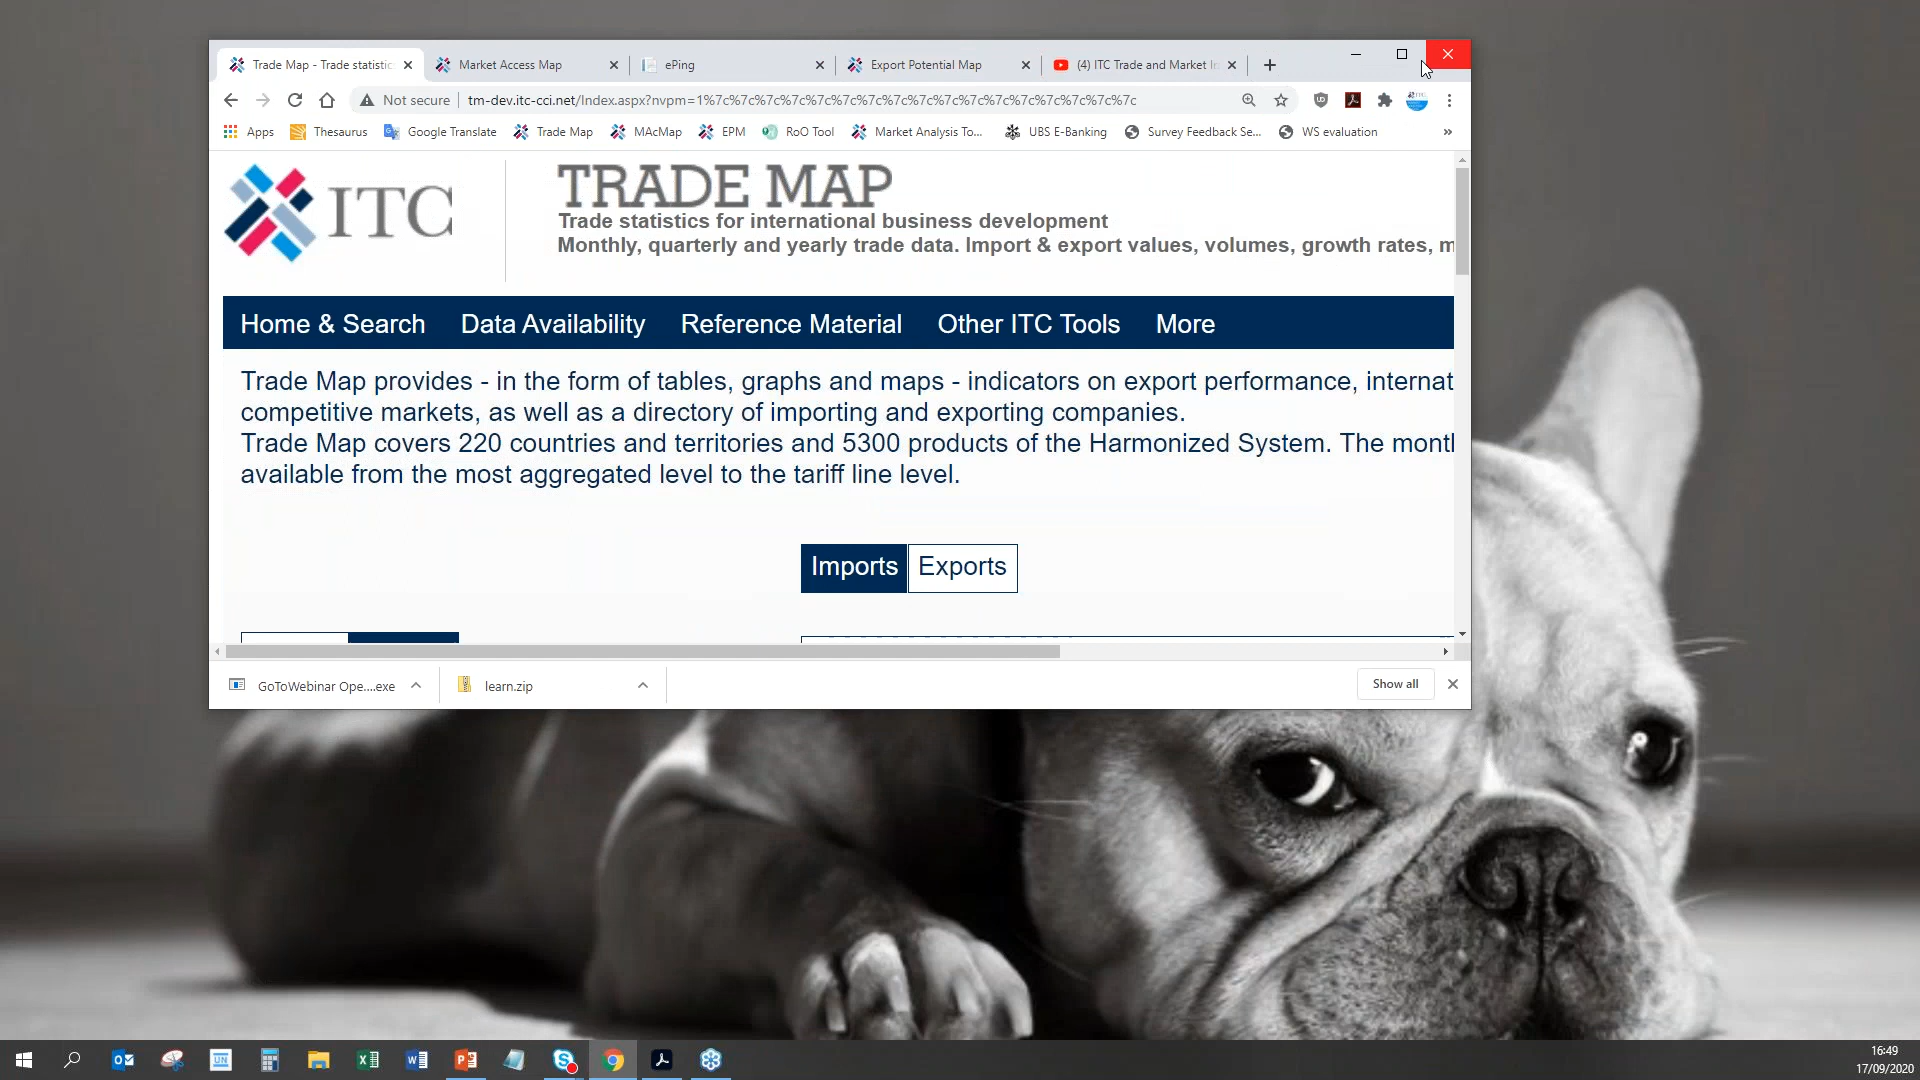 Trade Map - Trade statistic
Market Access Map
ePing
Export Potential Map
(4) ITC Trade and Market In
Not secure
tm-dev.itc-cci.net/Index.aspx?nvpm=1%7c%7c%7c%7c%7c%7c%7c%7c%7c%7c%7c%7c%7c%7c%7c%7c%7c
Apps
Thesaurus
Google Translate
Trade Map
MAcMap
EPM
RoO Tool
Market Analysis To...
UBS E-Banking
Survey Feedback Se...
WS evaluation
»
ITC
TRADE MAP
Trade statistics for international business development
Monthly, quarterly and yearly trade data. Import & export values, volumes, growth rates, m
Home & Search
Data Availability
Reference Material
Other ITC Tools
More
Trade Map provides - in the form of tables, graphs and maps - indicators on export performance, internat
competitive markets, as well as a directory of importing and exporting companies.
Trade Map covers 220 countries and territories and 5300 products of the Harmonized System. The month
available from the most aggregated level to the tariff line level.
Imports
Exports
GoToWebinar Ope....exe
learn.zip
Show all
16:49
17/09/2020